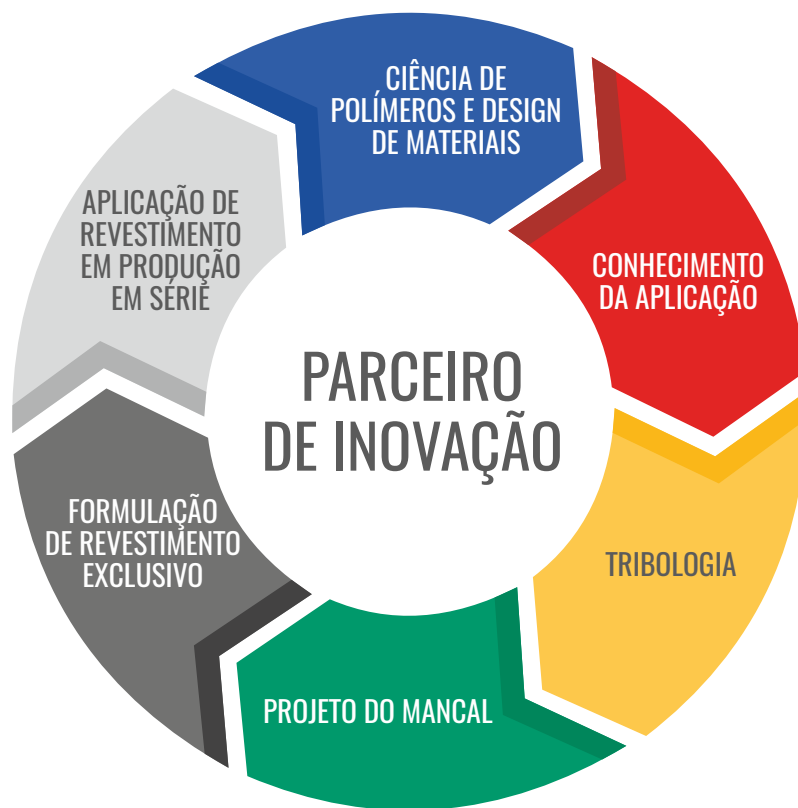 CIÊNCIA DE
POLÍMEROS E DESIGN
DE MATERIAIS
CONHECIMENTO
DA APLICAÇÃO
TRIBOLOGIA
PROJETO DO MANCAL
FORMULAÇÃO
DE REVESTIMENTO
EXCLUSIVO
APLICAÇÃO DE
REVESTIMENTO
EM PRODUÇÃO
EM SÉRIE
PARCEIRO
DE INOVAÇÃO